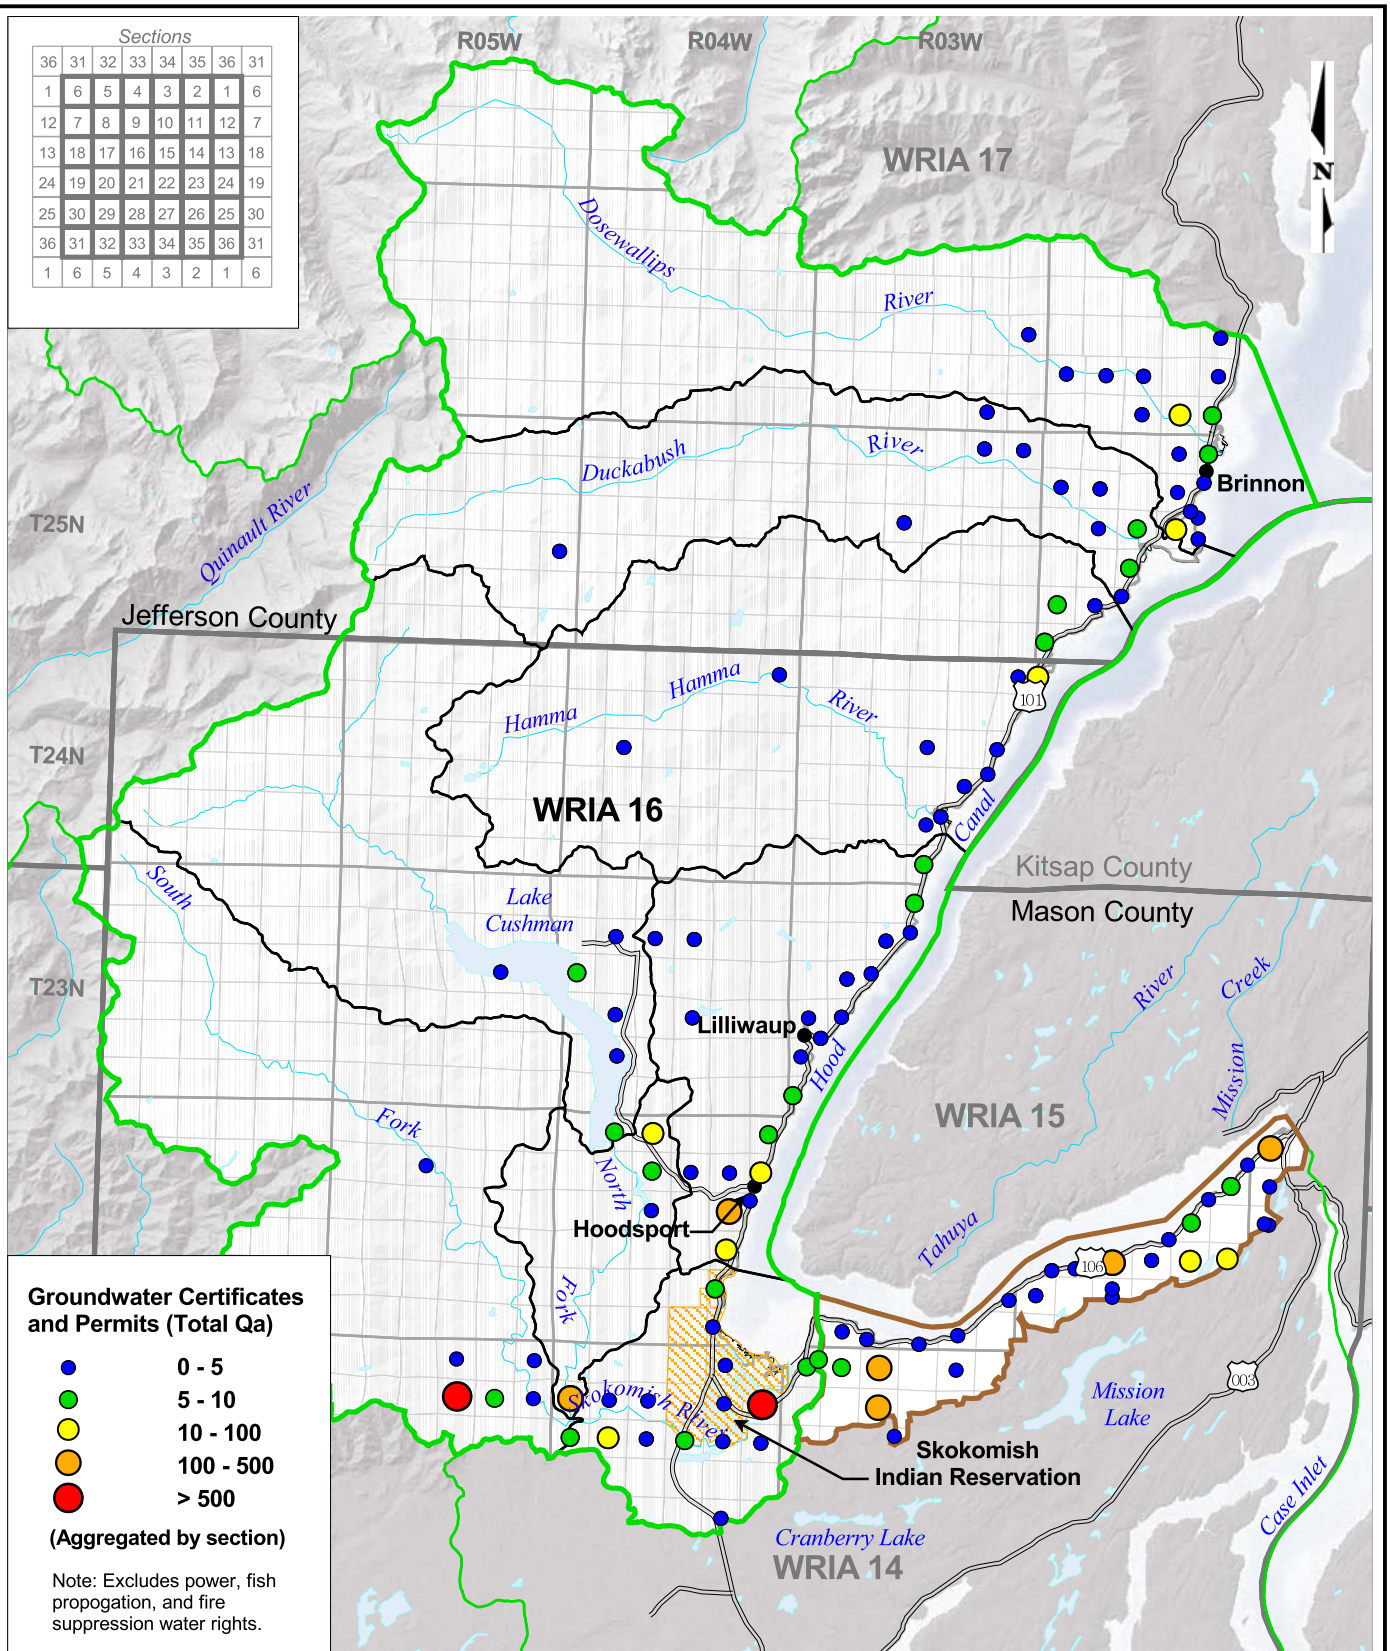 Sections
36 31 32 33 34 35 36 31
1 6 5 4 3 2 1 6
12 7 8 9 10 11 12 7
13 18 17 16 15 14 13 18
24 19 20 21 22 23 24 19
25 30 29 28 27 26 25 30
36 31 32 33 34 35 36 31
1 6 5 4 3 2 1 6
R05W
R04W
R03W
WRIA 17
N
Dosewallips
River
Duckabush
River
Brinnon
T25N
Quinault River
Jefferson County
Hamma
Hamma
River
101
T24N
WRIA 16
Canal
Kitsap County
Mason County
South
Lake
Cushman
T23N
River
Creek
Lilliwaup
Hood
Mission
WRIA 15
Fork
North
Hoodsport
Tahuya
106
Fork
Skokomish River
003
Mission
Lake
Skokomish
Indian Reservation
Case Inlet
Cranberry Lake
WRIA 14
Groundwater Certificates
and Permits (Total Qa)
0 - 5
5 - 10
10 - 100
100 - 500
> 500
(Aggregated by section)
Note: Excludes power, fish
propogation, and fire
suppression water rights.